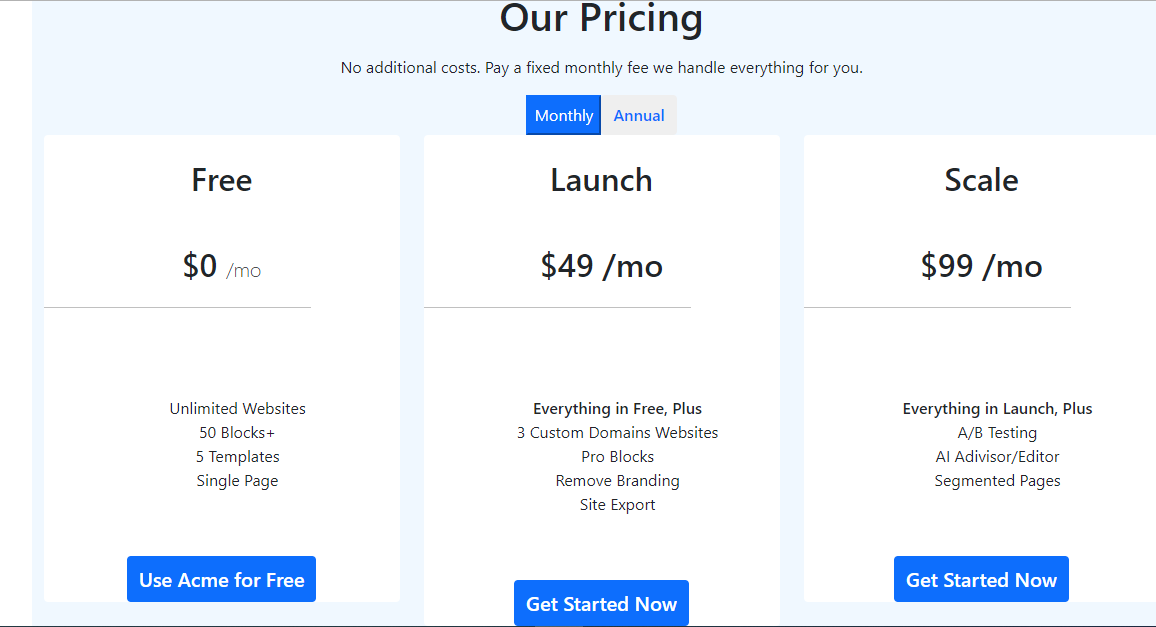 Our Pricing
No additional costs. Pay a fixed monthly fee we handle everything for you.
Monthly Annual
Free
$0 /mo
Unlimited Websites
50 Blocks+
5 Templates
Single Page
Use Acme for Free
Launch
$49 /mo
Everything in Free, Plus
3 Custom Domains Websites
Pro Blocks
Remove Branding
Site Export
Get Started Now
Scale
$99 /mo
Everything in Launch, Plus
A/B Testing
AI Adivisor/Editor
Segmented Pages
Get Started Now